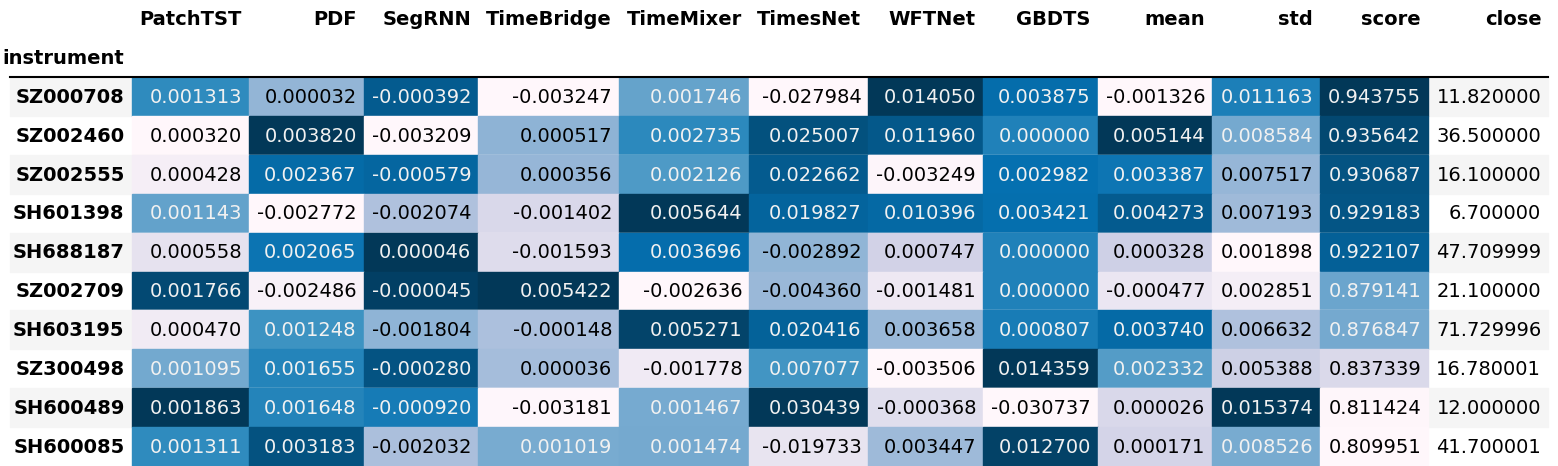 PatchTST PDF SegRNN TimeBridge TimeMixer TimesNet WFTNet GBDTS mean std score close
instrument
SZ000708 0.001313 0.000032 -0.000392 -0.003247 0.001746 -0.027984 0.014050 0.003875 -0.001326 0.011163 0.943755 11.820000
SZ002460 0.000320 0.003820 -0.003209 0.000517 0.002735 0.025007 0.011960 0.000000 0.005144 0.008584 0.935642 36.500000
SZ002555 0.000428 0.002367 -0.000579 0.000356 0.002126 0.022662 -0.003249 0.002982 0.003387 0.007517 0.930687 16.100000
SH601398 0.001143 -0.002772 -0.002074 -0.001402 0.005644 0.019827 0.010396 0.003421 0.004273 0.007193 0.929183 6.700000
SH688187 0.000558 0.002065 0.000046 -0.001593 0.003696 -0.002892 0.000747 0.000000 0.000328 0.001898 0.922107 47.709999
SZ002709 0.001766 -0.002486 -0.000045 0.005422 -0.002636 -0.004360 -0.001481 0.000000 -0.000477 0.002851 0.879141 21.100000
SH603195 0.000470 0.001248 -0.001804 -0.000148 0.005271 0.020416 0.003658 0.000807 0.003740 0.006632 0.876847 71.729996
SZ300498 0.001095 0.001655 -0.000280 0.000036 -0.001778 0.007077 -0.003506 0.014359 0.002332 0.005388 0.837339 16.780001
SH600489 0.001863 0.001648 -0.000920 -0.003181 0.001467 0.030439 -0.000368 -0.030737 0.000026 0.015374 0.811424 12.000000
SH600085 0.001311 0.003183 -0.002032 0.001019 0.001474 -0.019733 0.003447 0.012700 0.000171 0.008526 0.809951 41.700001